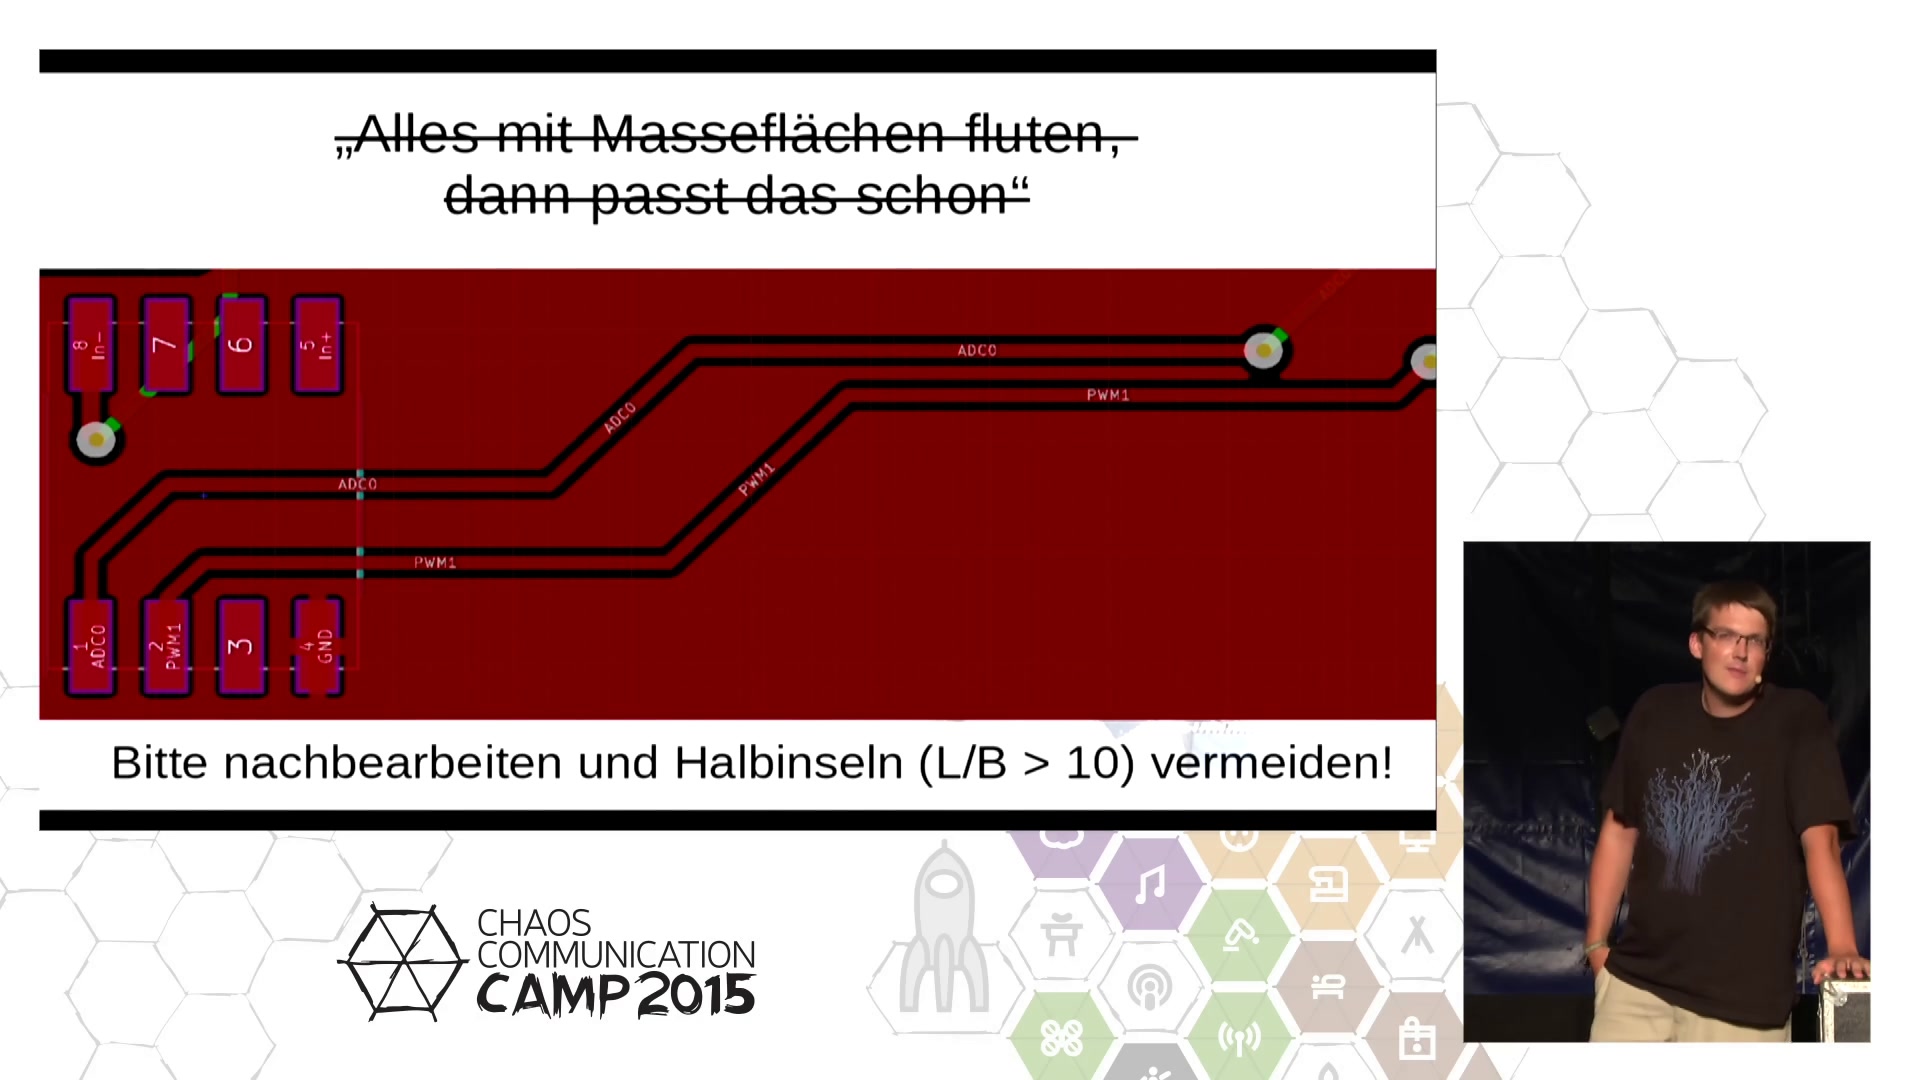 „Alles mit Masseflächen fluten,
dann passt das schon“
8
In-
7
6
5
In+
ADC0
ADC0
PWM1
ADC0
PWM1
ADC0
PWM1
1
ADC0
2
PWM1
3
4
GND
Bitte nachbearbeiten und Halbinseln (L/B > 10) vermeiden!
CHAOS
COMMUNICATION
CAMP 2015